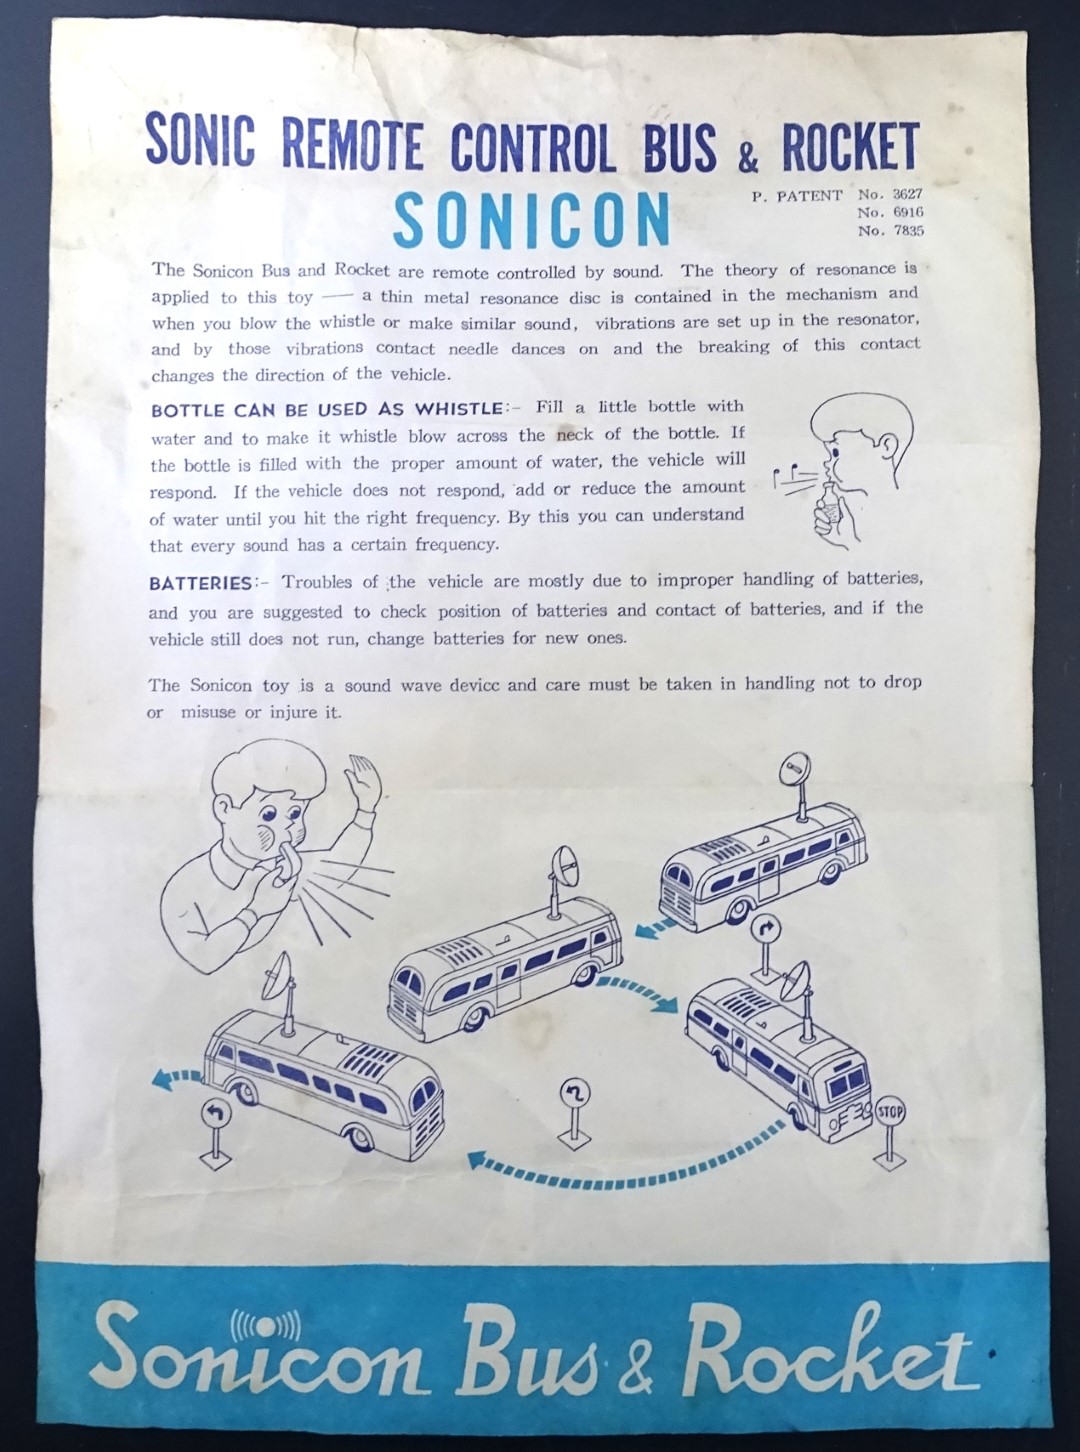 SONIC REMOTE CONTROL BUS & ROCKET
SONICON
P. PATENT No. 3627
No. 6916
No. 7835
The Sonicon Bus and Rocket are remote controlled by sound. The theory of resonance is
applied to this toy — a thin metal resonance disc is contained in the mechanism and
when you blow the whistle or make similar sound, vibrations are set up in the resonator,
and by those vibrations contact needle dances on and the breaking of this contact
changes the direction of the vehicle.
BOTTLE CAN BE USED AS WHISTLE:- Fill a little bottle with
water and to make it whistle blow across the neck of the bottle. If
the bottle is filled with the proper amount of water, the vehicle will
respond. If the vehicle does not respond, add or reduce the amount
of water until you hit the right frequency. By this you can understand
that every sound has a certain frequency.
BATTERIES:- Troubles of the vehicle are mostly due to improper handling of batteries,
and you are suggested to check position of batteries and contact of batteries, and if the
vehicle still does not run, change batteries for new ones.
The Sonicon toy is a sound wave device and care must be taken in handling not to drop
or misuse or injure it.
STOP
Sonicon Bus & Rocket